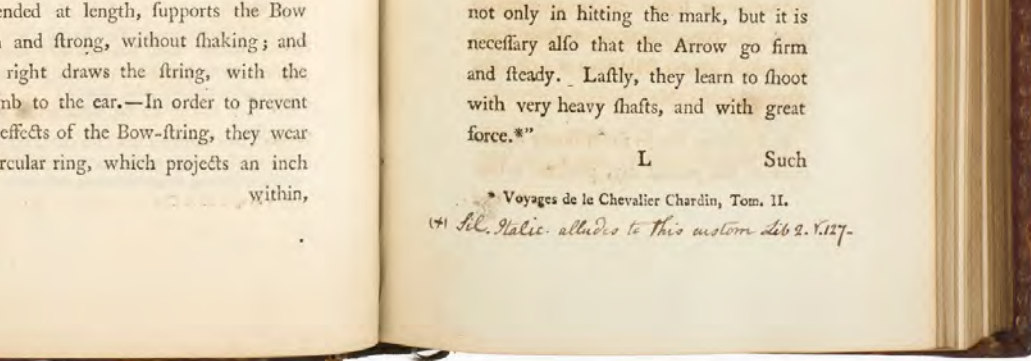 ended at length, ſupports the Bow
and ſtrong, without ſhaking; and
right draws the ſtring, with the
mb to the ear.—In order to prevent
effects of the Bow-ſtring, they wear
rcular ring, which projects an inch
within,
not only in hitting the mark, but it is
neceſſary alſo that the Arrow go firm
and ſteady. Laſtly, they learn to ſhoot
with very heavy ſhafts, and with great
force.*”
L Such
* Voyages de le Chevalier Chardin, Tom. II.
(+) Sil. Italic. alludes to this custom Lib 2. V.127-